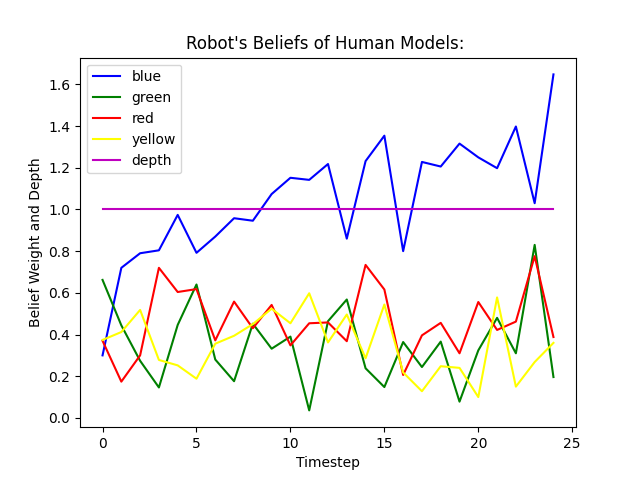 Robot's Beliefs of Human Models:
blue
green
red
yellow
depth
Belief Weight and Depth
1.6
1.4
1.2
1.0
0.8
0.6
0.4
0.2
0.0
0 5 10 15 20 25
Timestep